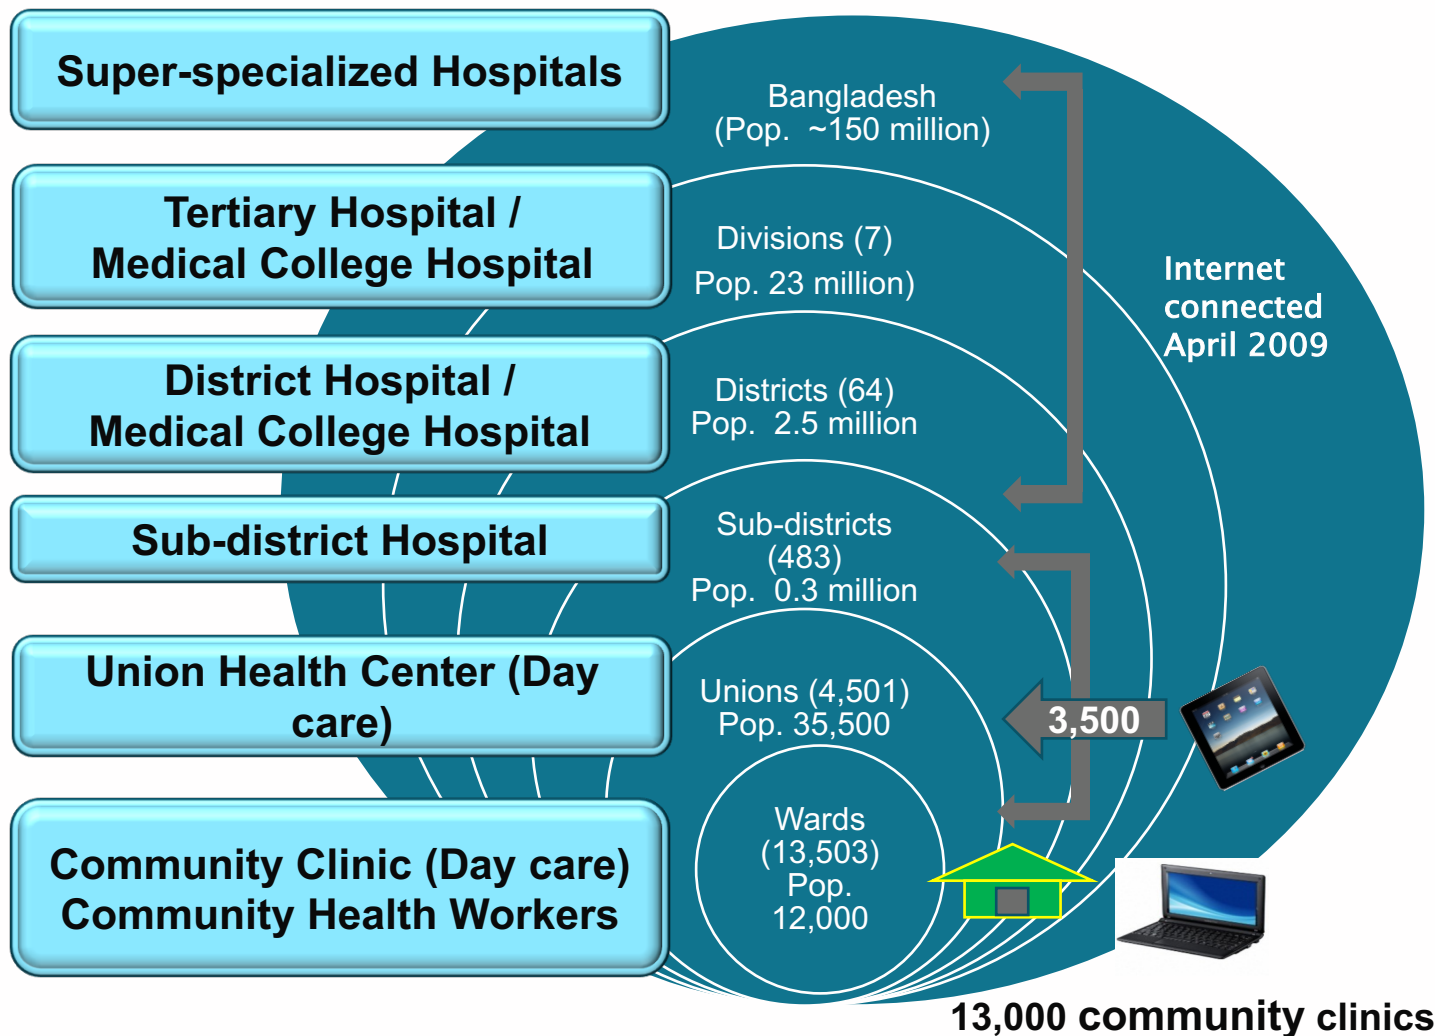 Super-specialized Hospitals
Bangladesh
(Pop. ~150 million)
Tertiary Hospital /
Medical College Hospital
Divisions (7)
Pop. 23 million)
Internet
connected
April 2009
District Hospital /
Medical College Hospital
Districts (64)
Pop. 2.5 million
Sub-district Hospital
Sub-districts
(483)
Pop. 0.3 million
Union Health Center (Day
care)
Unions (4,501)
Pop. 35,500
3,500
Community Clinic (Day care)
Community Health Workers
Wards
(13,503)
Pop.
12,000
13,000 community clinics